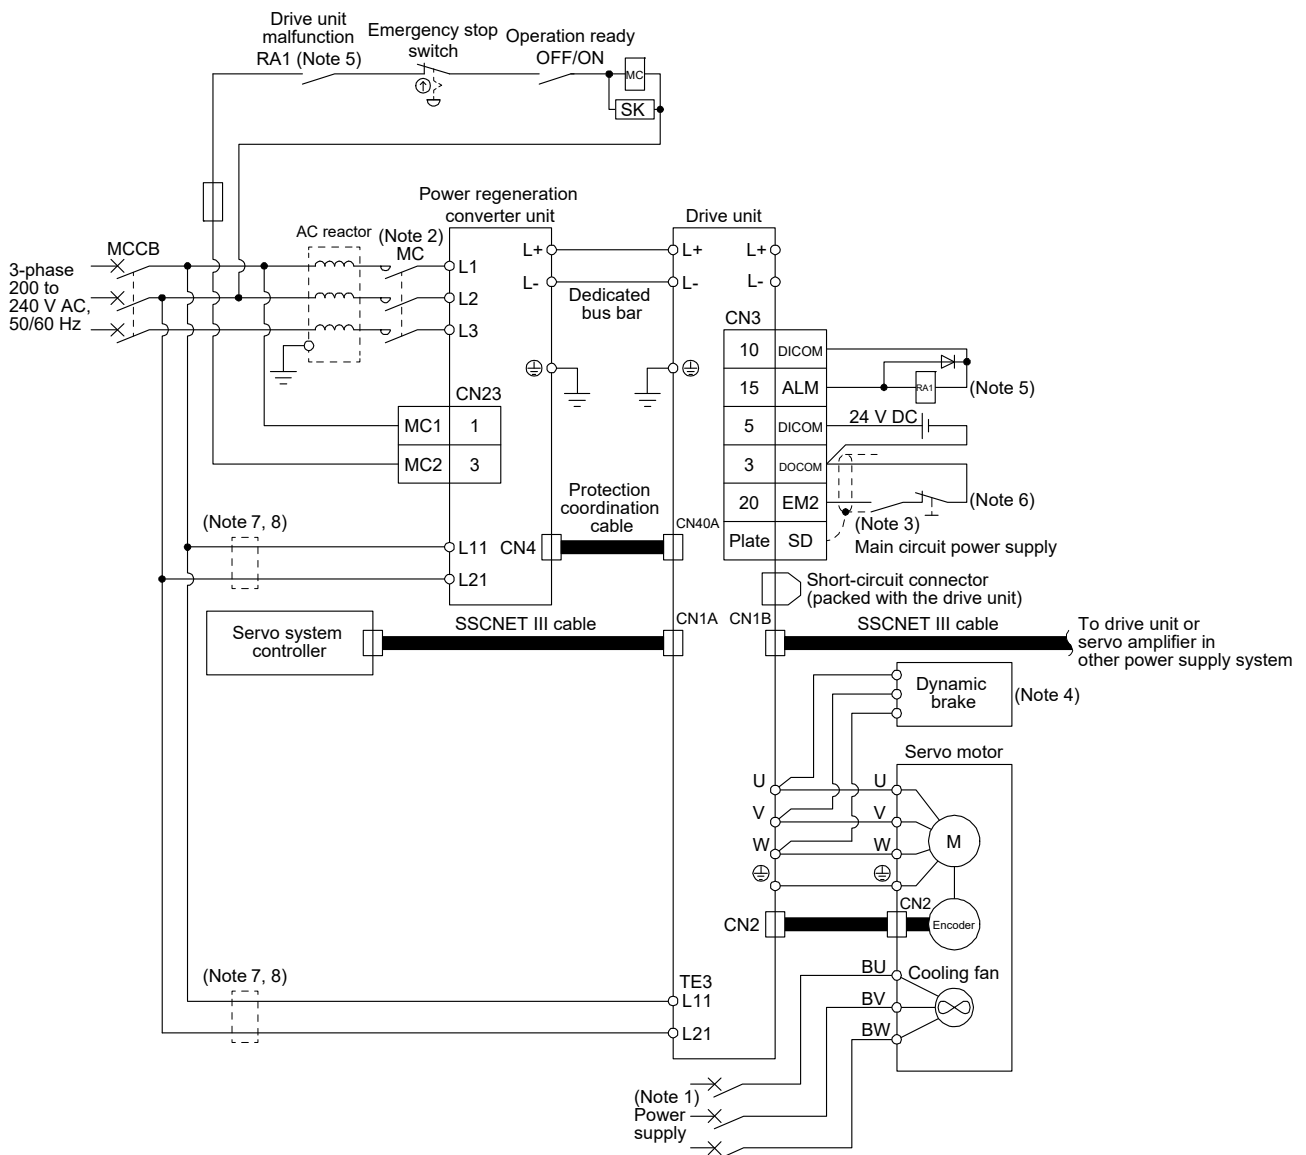 Drive unit
malfunction
RA1 (Note 5)
Emergency stop
switch
Operation ready
OFF/ON
MC
SK
Power regeneration
converter unit
Drive unit
AC reactor
(Note 2)
MC
MCCB
3-phase
200 to
240 V AC,
50/60 Hz
L1
L2
L3
L+
L-
L+
L-
L+
L-
Dedicated
bus bar
CN23
MC1 1
MC2 3
CN3
10 DICOM
15 ALM
5 DICOM
3 DOCOM
20 EM2
Plate SD
RA1
(Note 5)
24 V DC
(Note 6)
(Note 3)
Main circuit power supply
Protection
coordination
cable
CN40A
CN4
(Note 7, 8)
L11
L21
Short-circuit connector
(packed with the drive unit)
Servo system
controller
SSCNET III cable
CN1A
CN1B
SSCNET III cable
To drive unit or
servo amplifier in
other power supply system
Dynamic
brake
(Note 4)
Servo motor
U
V
W
U
V
W
M
CN2
CN2
Encoder
(Note 7, 8)
TE3
L11
L21
BU
BV
BW
Cooling fan
(Note 1)
Power
supply